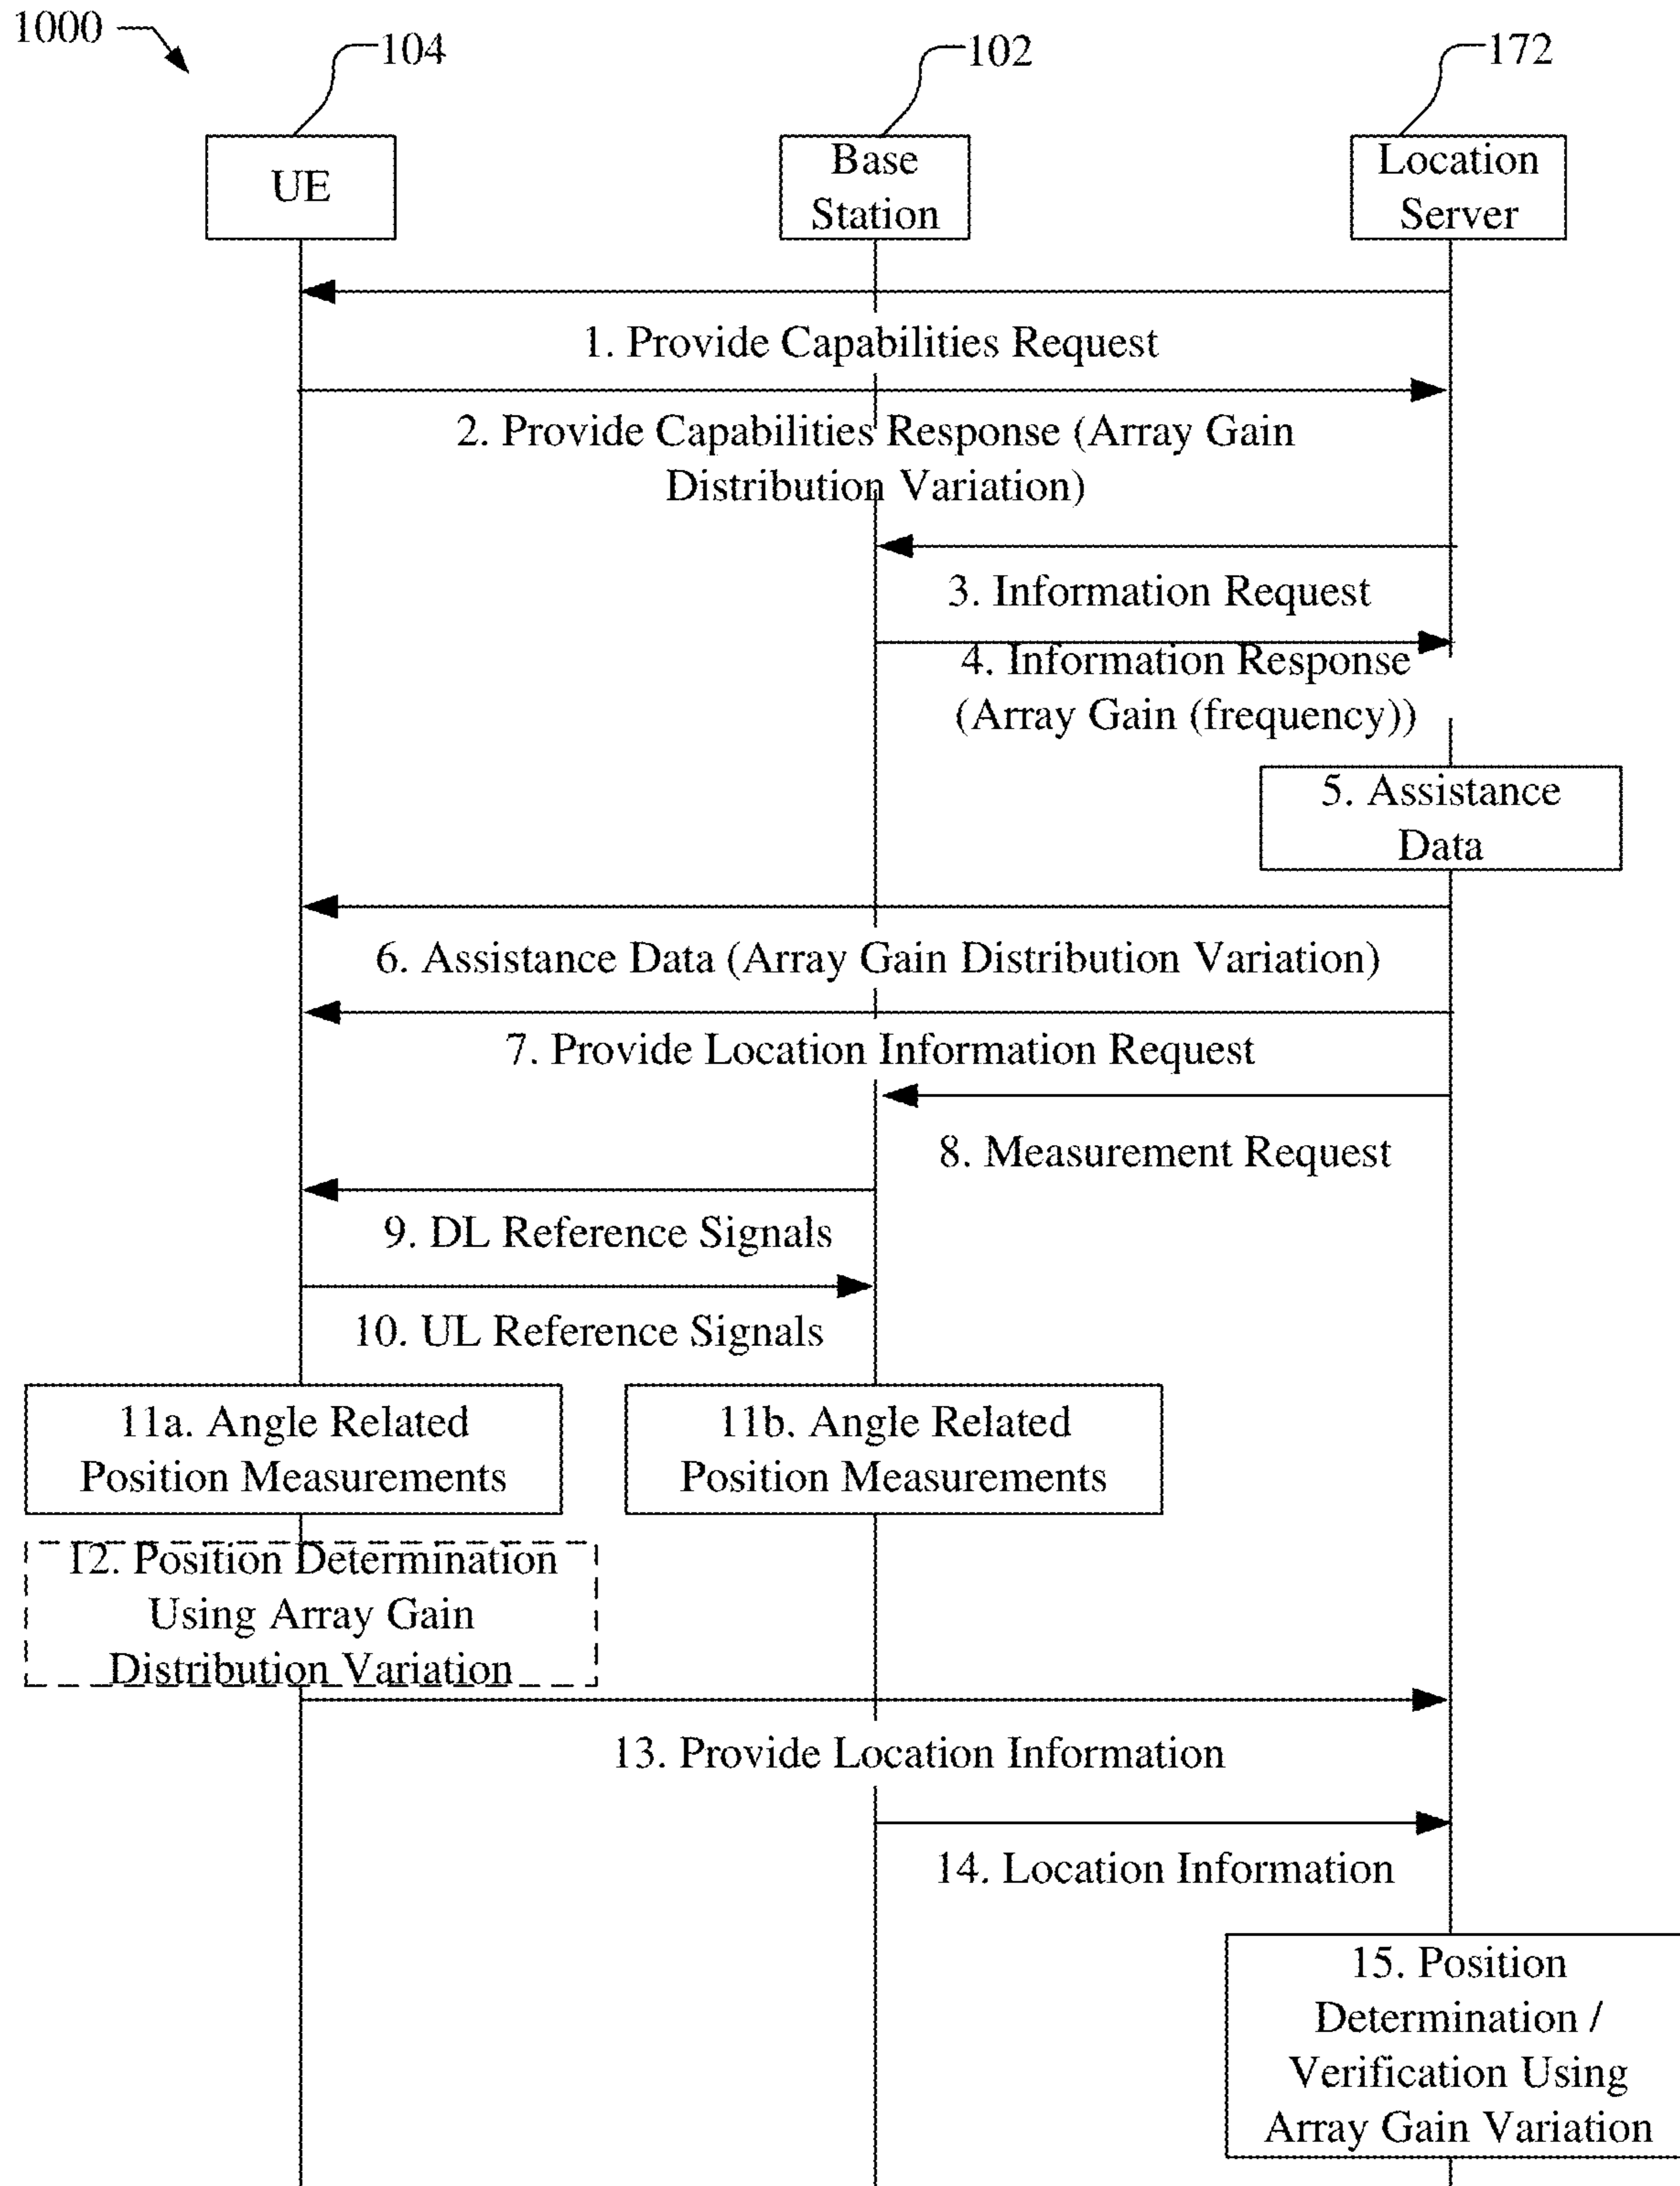 1000
104
102
172
UE
Base
Station
Location
Server
1. Provide Capabilities Request
2. Provide Capabilities Response (Array Gain
Distribution Variation)
3. Information Request
4. Information Response
(Array Gain (frequency))
5. Assistance
Data
6. Assistance Data (Array Gain Distribution Variation)
7. Provide Location Information Request
8. Measurement Request
9. DL Reference Signals
10. UL Reference Signals
11a. Angle Related
Position Measurements
11b. Angle Related
Position Measurements
12. Position Determination
Using Array Gain
Distribution Variation
13. Provide Location Information
14. Location Information
15. Position
Determination /
Verification Using
Array Gain Variation